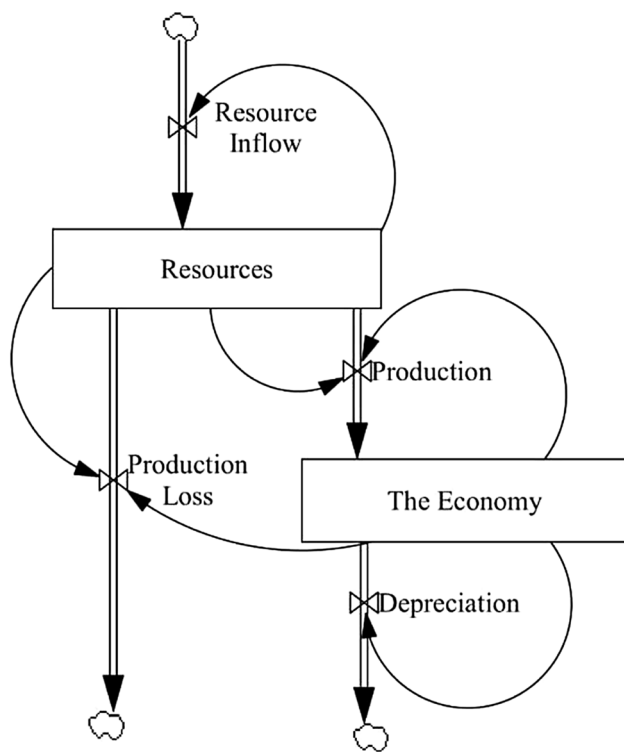 Resource
Inflow
Resources
Production
Production
Loss
The Economy
Depreciation